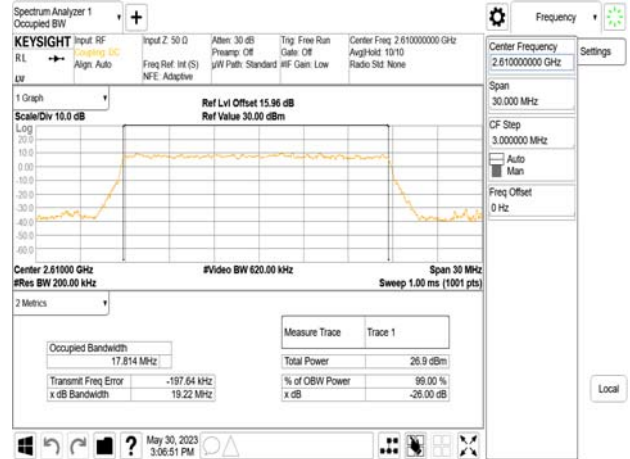 Spectrum Analyzer 1
Occupied BW
Frequency
KEYSIGHT
Input: RF
Coupling: DC
Align: Auto
Input Z: 50 Ω
Freq Ref: Int (S)
NFE: Adaptive
Atten: 30 dB
Preamp: Off
µW Path: Standard
Trig: Free Run
Gate: Off
#IF Gain: Low
Center Freq: 2.610000000 GHz
Avg|Hold: 10/10
Radio Std: None
RL
1 Graph
Scale/Div 10.0 dB
Ref Lvl Offset 15.96 dB
Ref Value 30.00 dBm
Log
20.0
10.0
0.00
-10.0
-20.0
-30.0
-40.0
-50.0
-60.0
Center 2.61000 GHz
#Video BW 620.00 kHz
Span 30 MHz
#Res BW 200.00 kHz
Sweep 1.00 ms (1001 pts)
2 Metrics
Occupied Bandwidth
17.814 MHz
Transmit Freq Error
-197.64 kHz
x dB Bandwidth
19.22 MHz
Measure Trace
Trace 1
Total Power
26.9 dBm
% of OBW Power
99.00 %
x dB
-26.00 dB
Center Frequency
2.610000000 GHz
Settings
Span
30.000 MHz
CF Step
3.000000 MHz
Auto
Man
Freq Offset
0 Hz
Local
May 30, 2023
3:06:51 PM